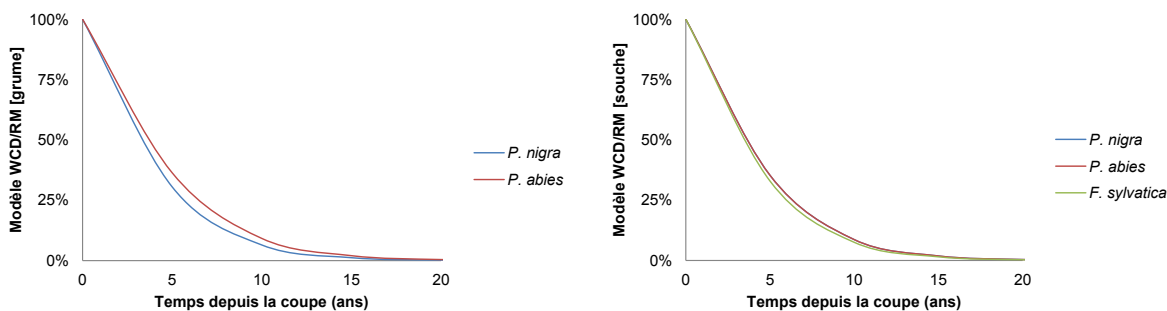 100%
75%
50%
25%
0%
Modèle WCD/RM [grume]
0 5 10 15 20
Temps depuis la coupe (ans)
P. nigra
P. abies
100%
75%
50%
25%
0%
Modèle WCD/RM [souche]
0 5 10 15 20
Temps depuis la coupe (ans)
P. nigra
P. abies
F. sylvatica